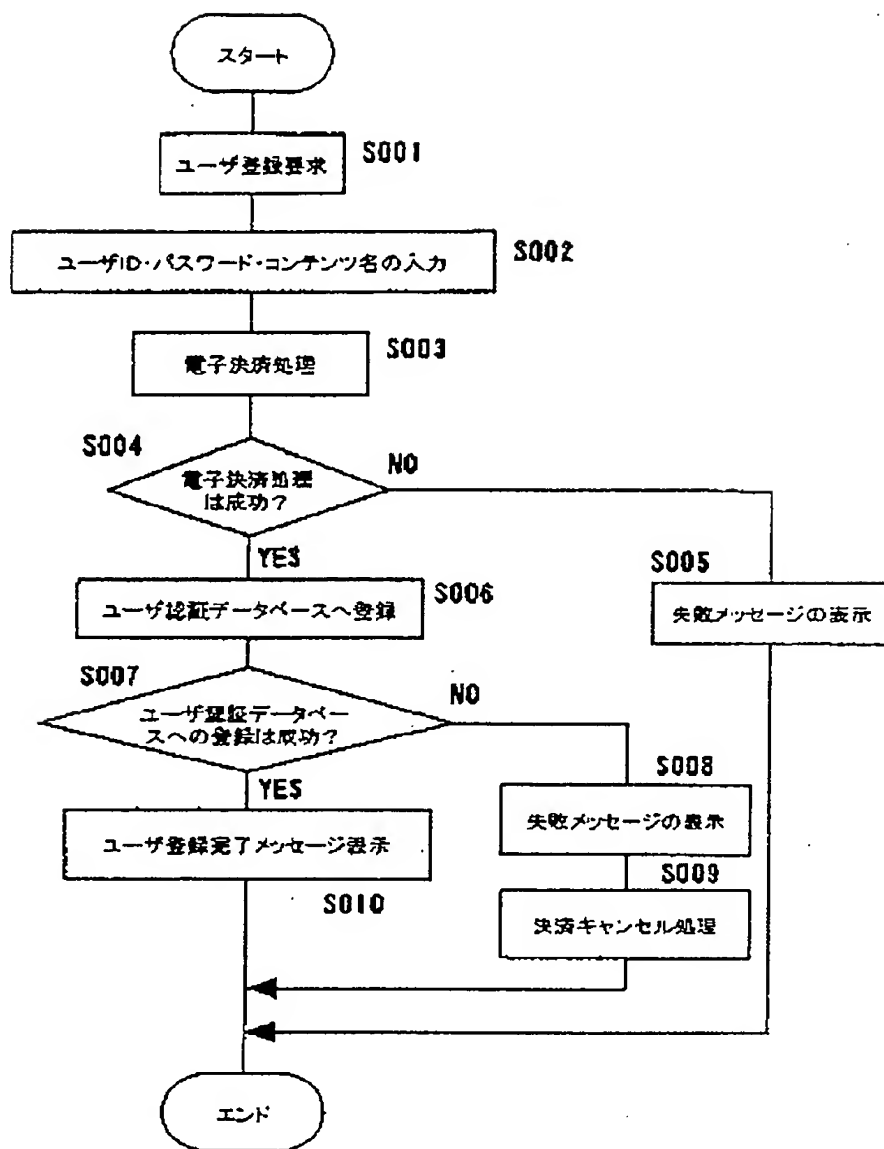 スタート
ユーザ登録要求
S001
ユーザID・パスワード・コンテンツ名の入力
S002
電子決済処理
S003
S004
電子決済処理
は成功?
NO
YES
S005
失敗メッセージの表示
ユーザ認証データベースへ登録
S006
S007
ユーザ認証データベー
スへの登録は成功?
NO
YES
S008
失敗メッセージの表示
ユーザ登録完了メッセージ表示
S010
S009
決済キャンセル処理
エンド